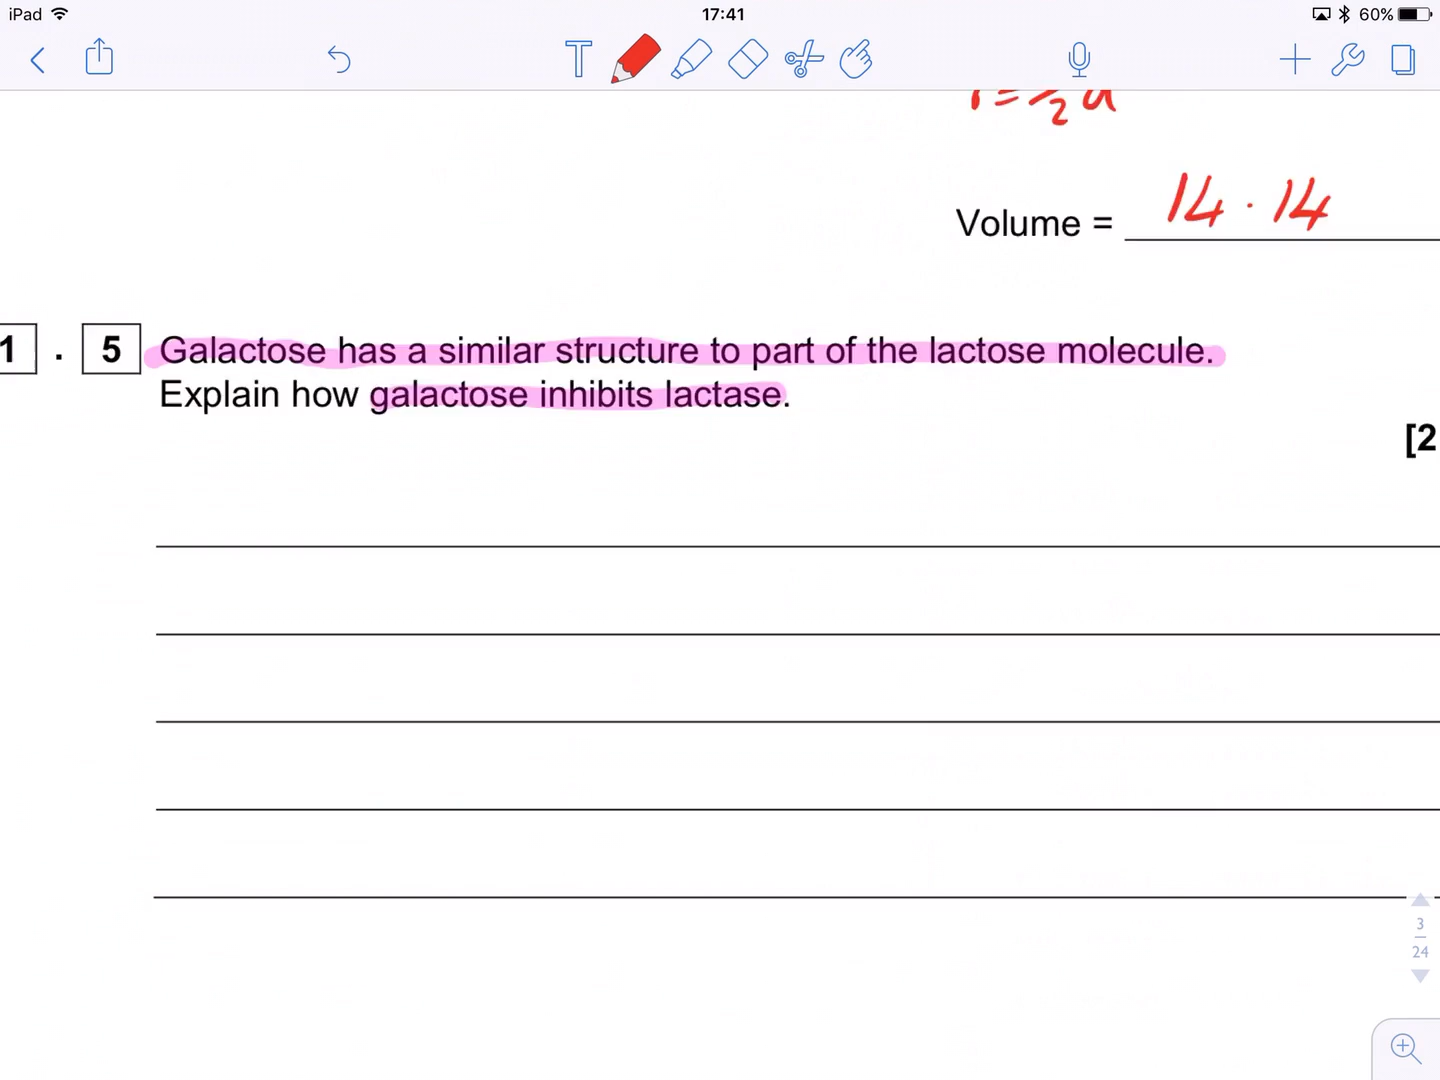 iPad 17:41 60%
T
Volume = 14.14
1 . 5 Galactose has a similar structure to part of the lactose molecule.
Explain how galactose inhibits lactase.
[2
3
24